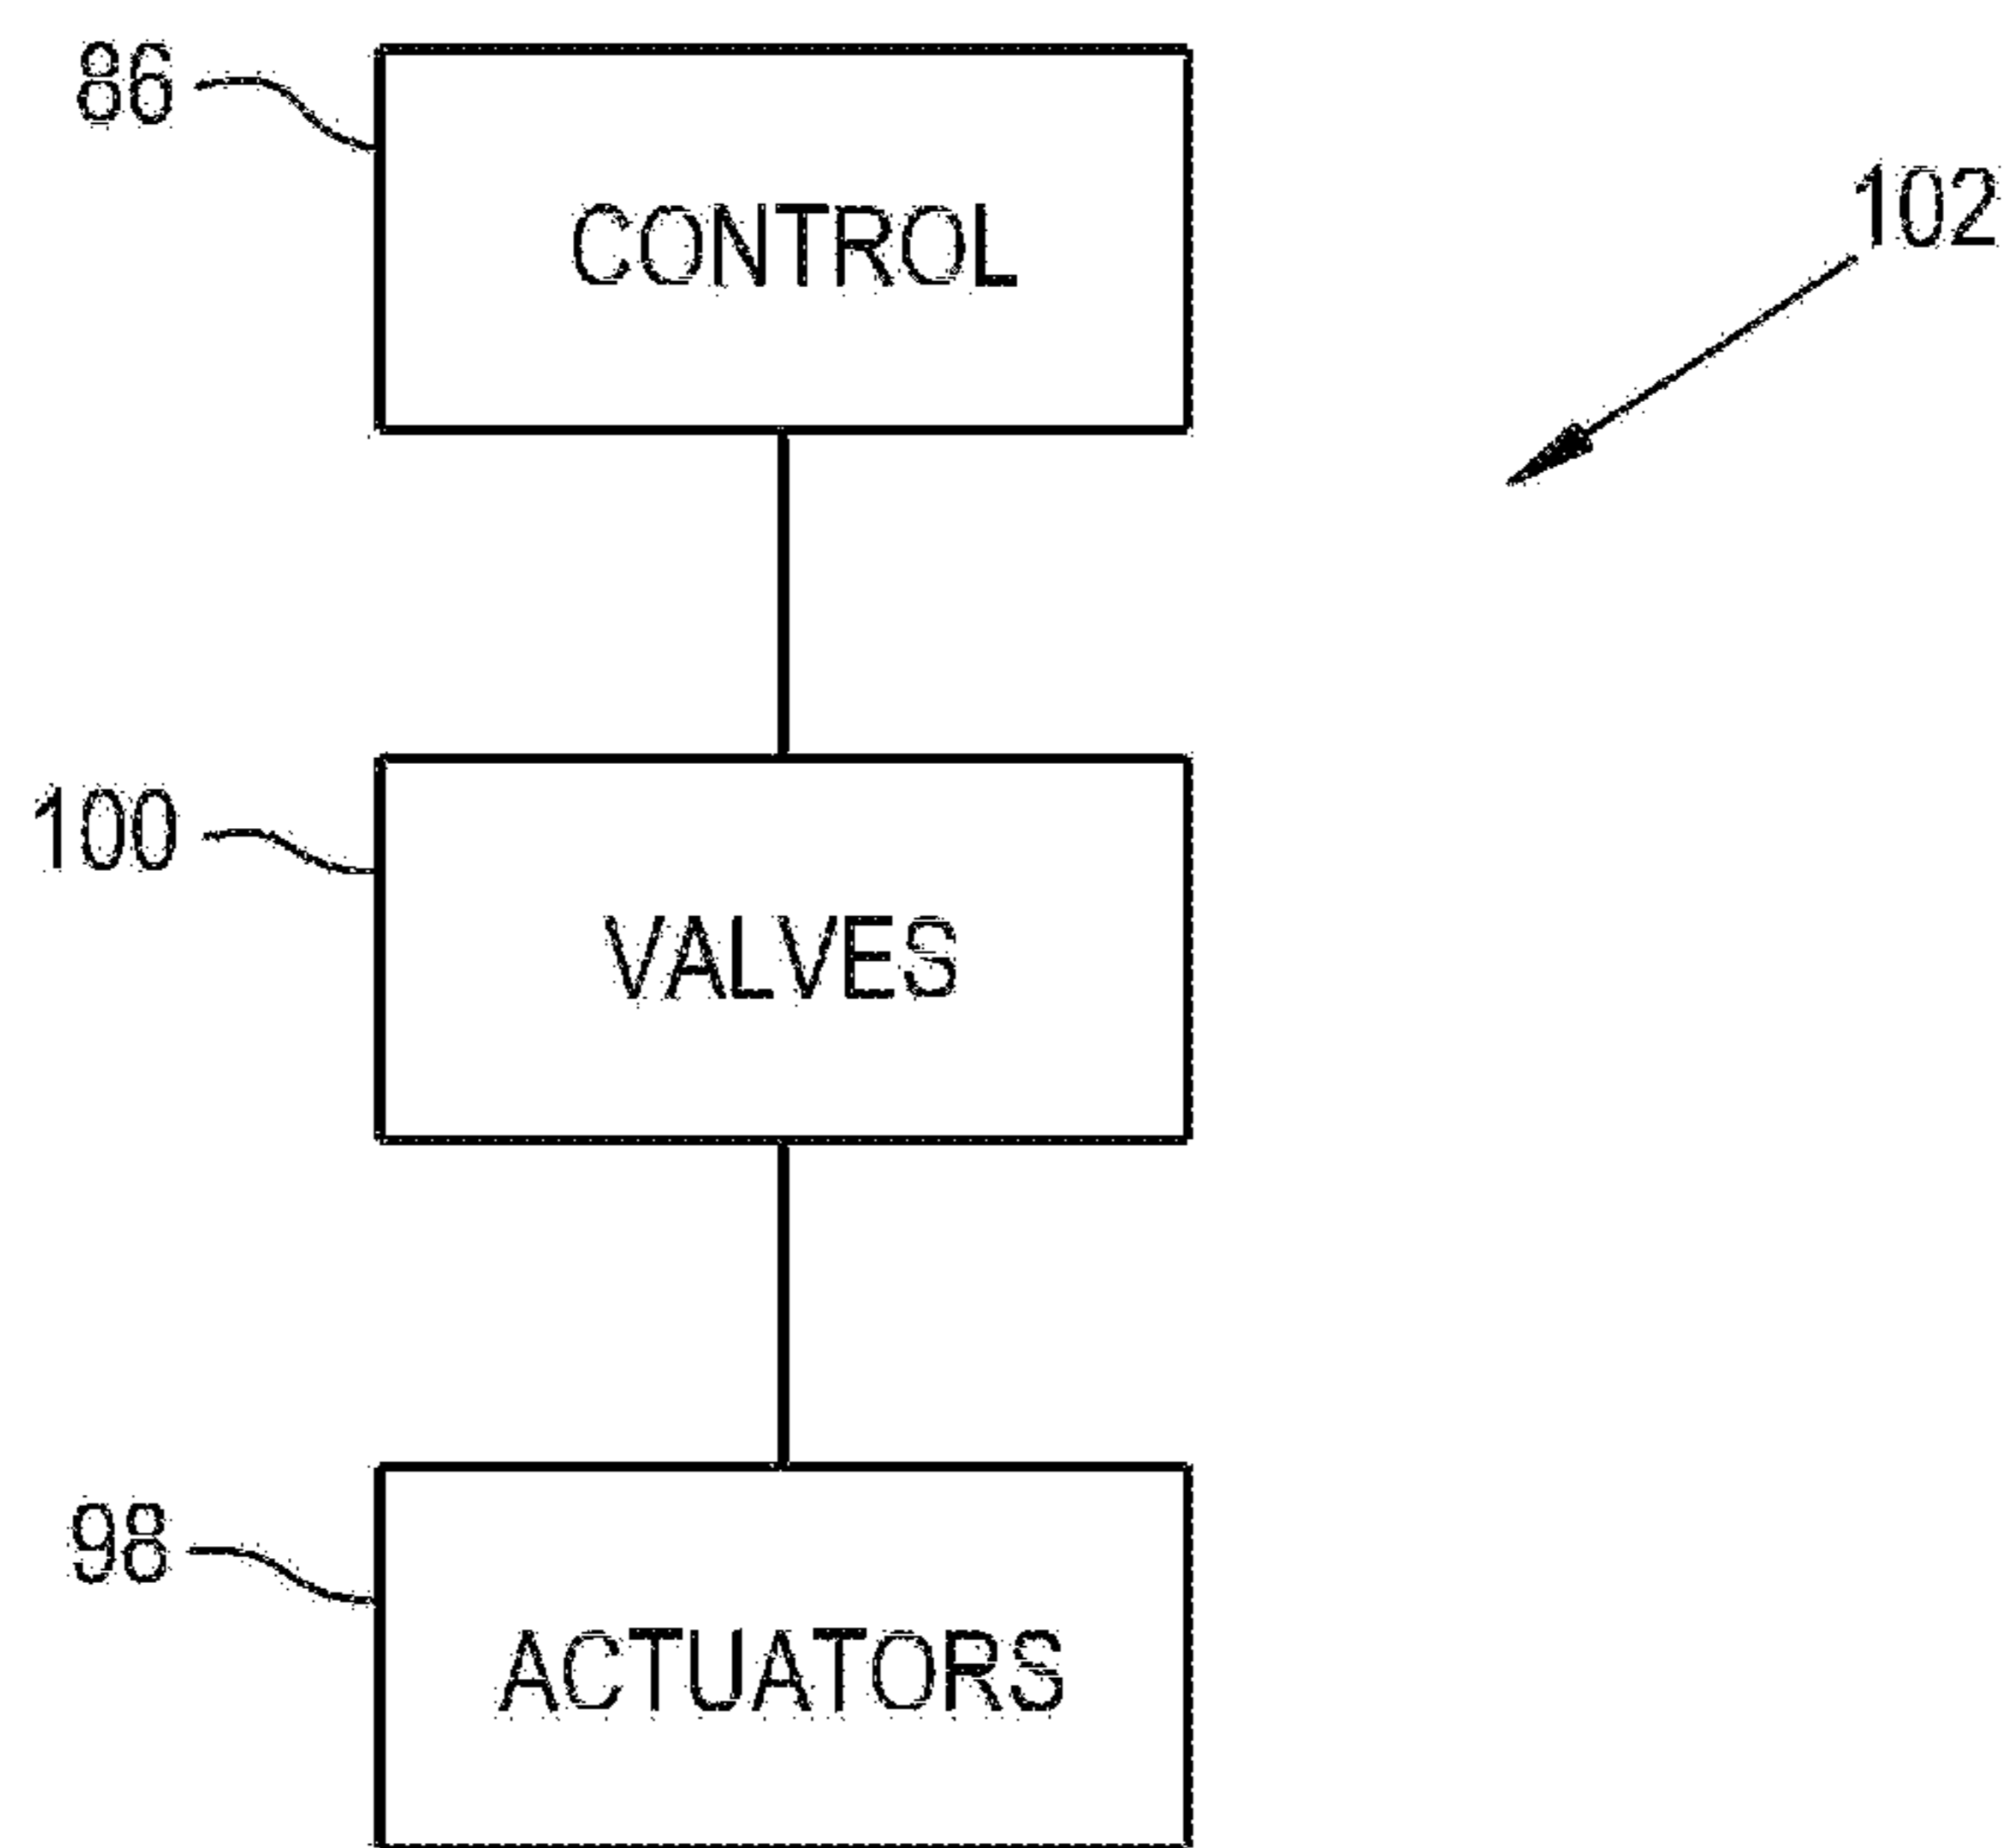 86
CONTROL
102
100
VALVES
98
ACTUATORS